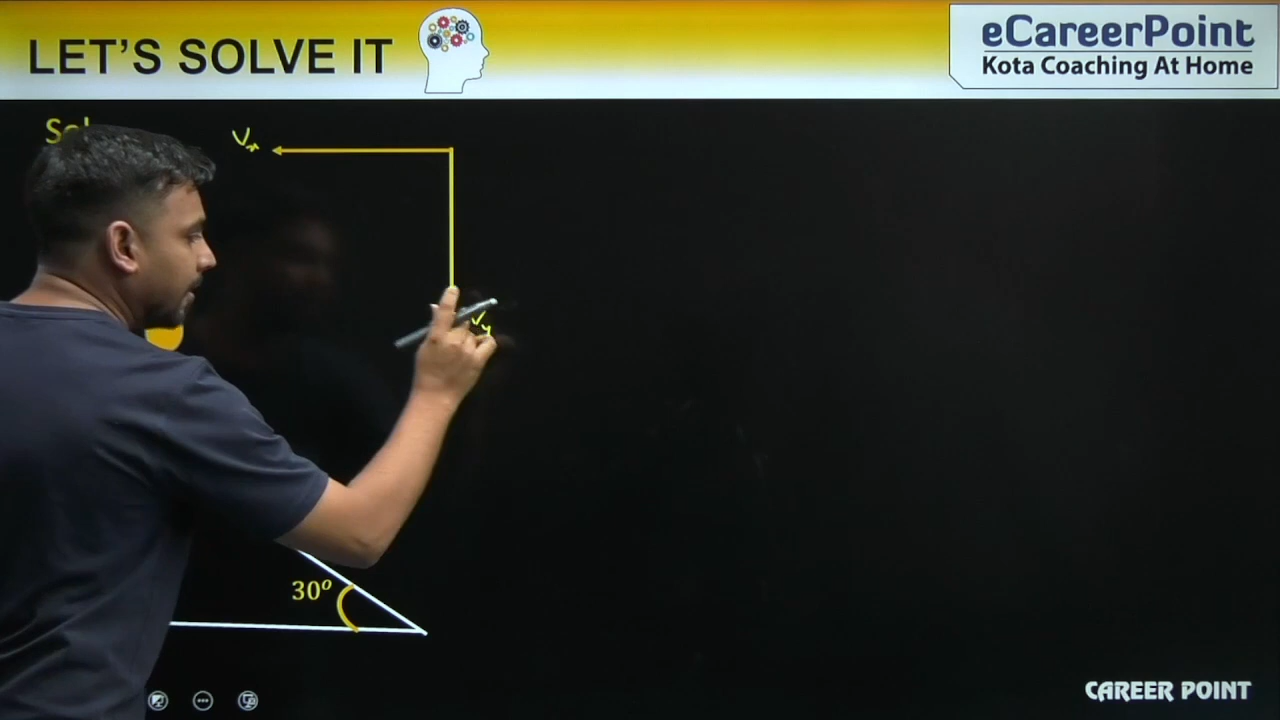 LET'S SOLVE IT
eCareerPoint
Kota Coaching At Home
Vx
Vy
30°
CAREER POINT